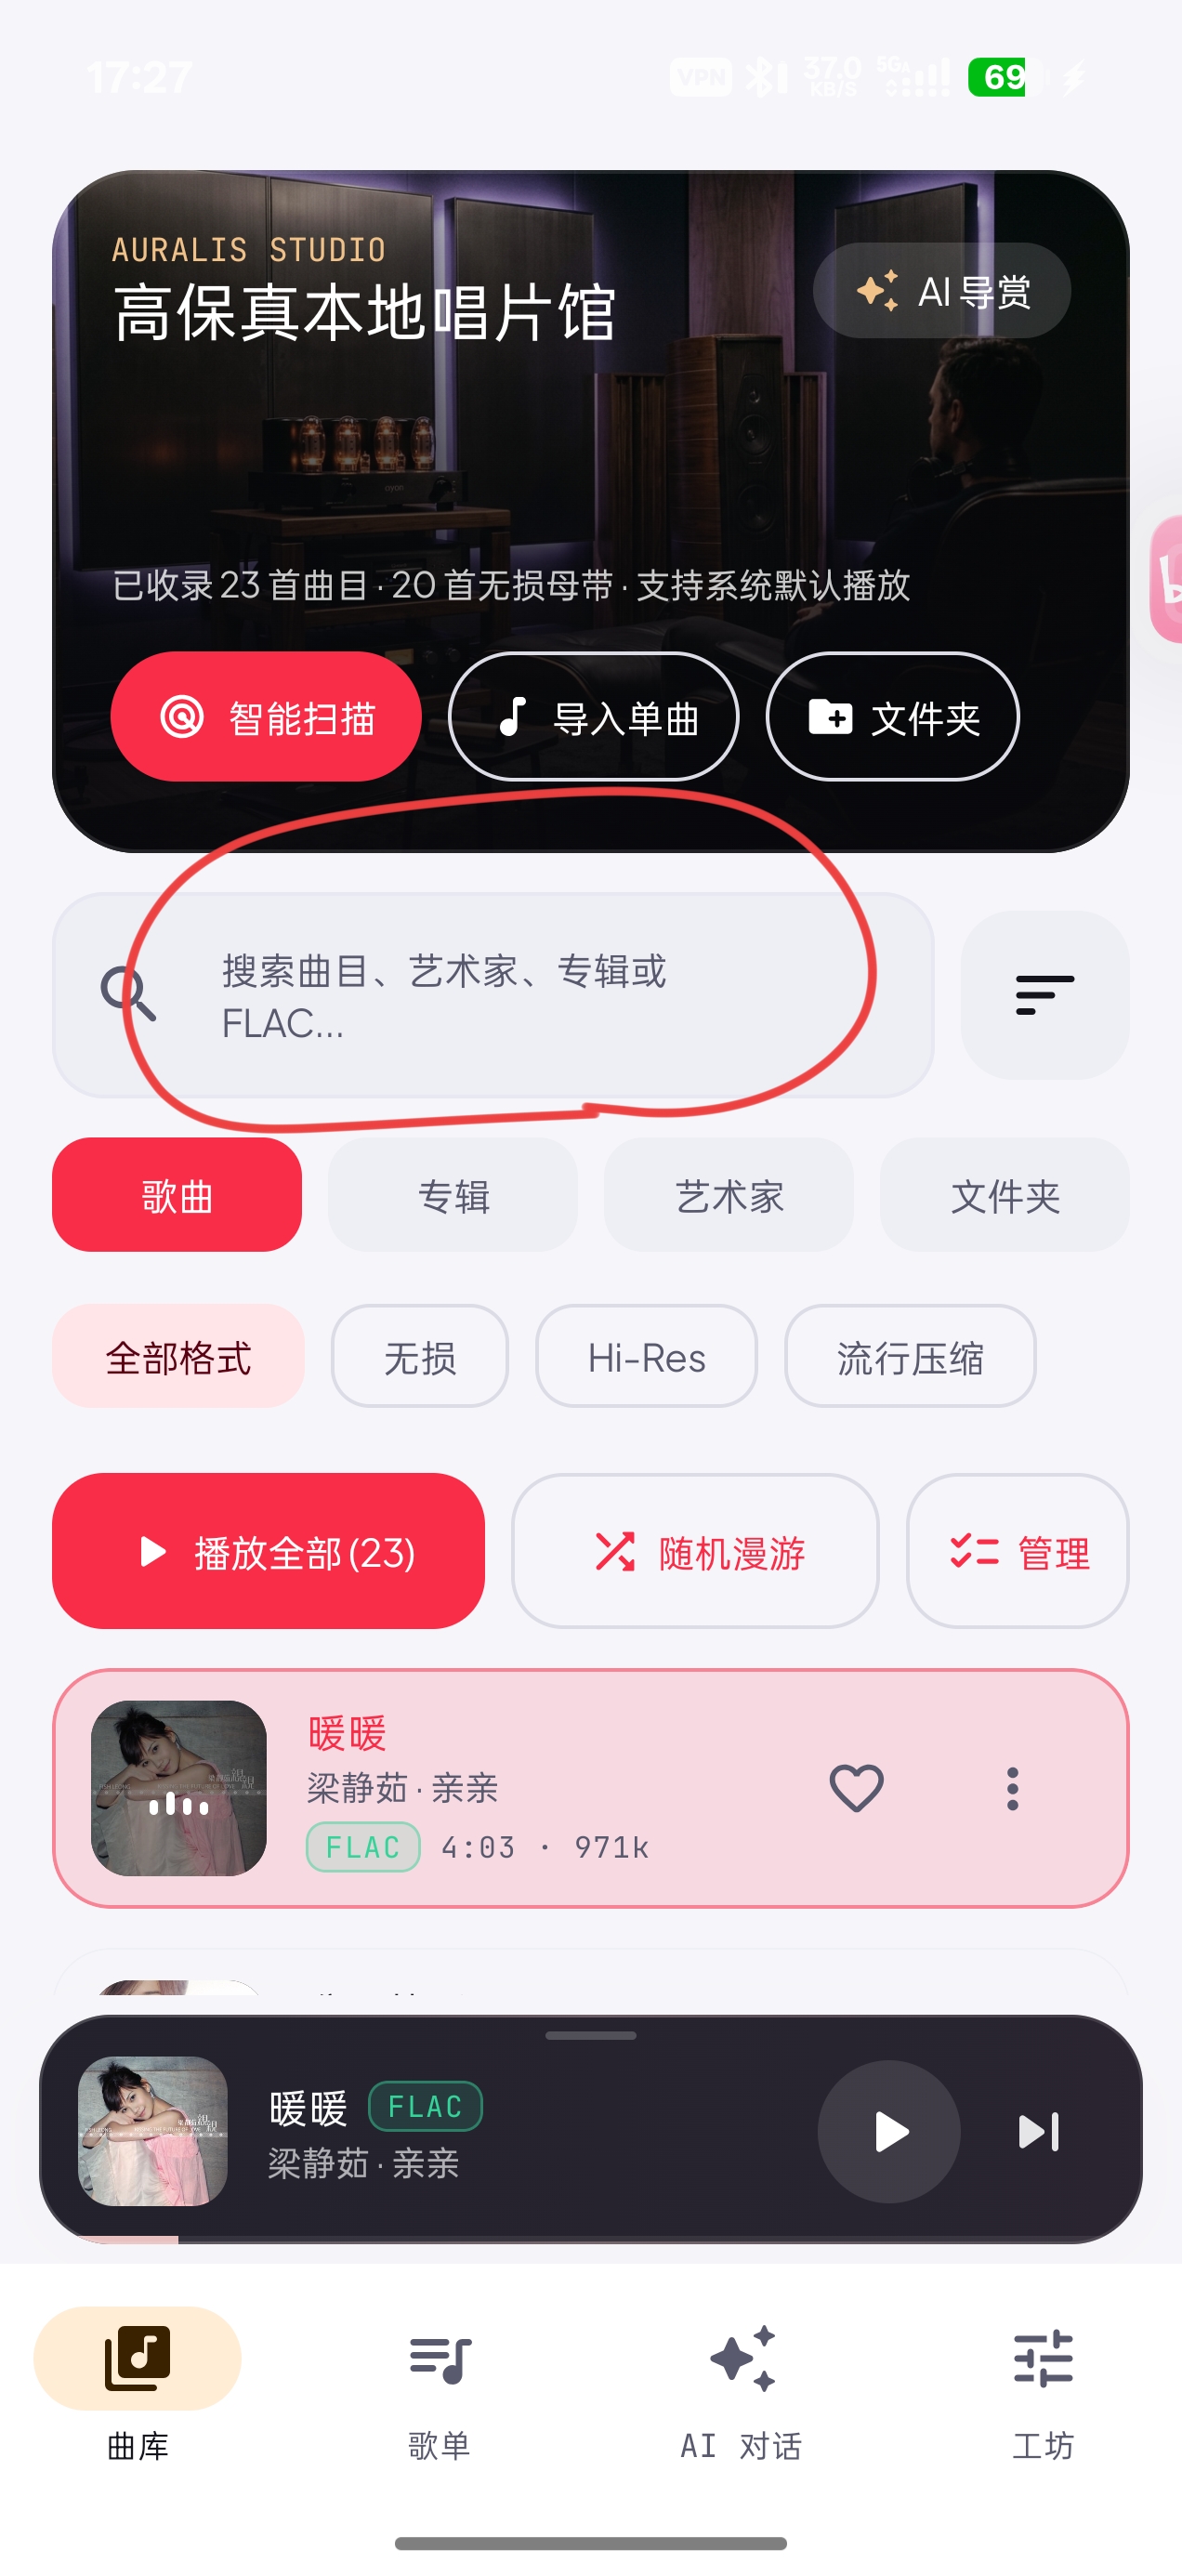 17:27
VPN 37.0 KB/S 5GA 69
AURALIS STUDIO
高保真本地唱片馆
AI 导赏
已收录 23 首曲目 · 20 首无损母带 · 支持系统默认播放
智能扫描
导入单曲
文件夹
搜索曲目、艺术家、专辑或
FLAC...
歌曲
专辑
艺术家
文件夹
全部格式
无损
Hi-Res
流行压缩
播放全部 (23)
随机漫游
管理
暖暖
梁静茹 · 亲亲
FLAC 4:03 · 971k
暖暖 FLAC
梁静茹 · 亲亲
曲库
歌单
AI 对话
工坊